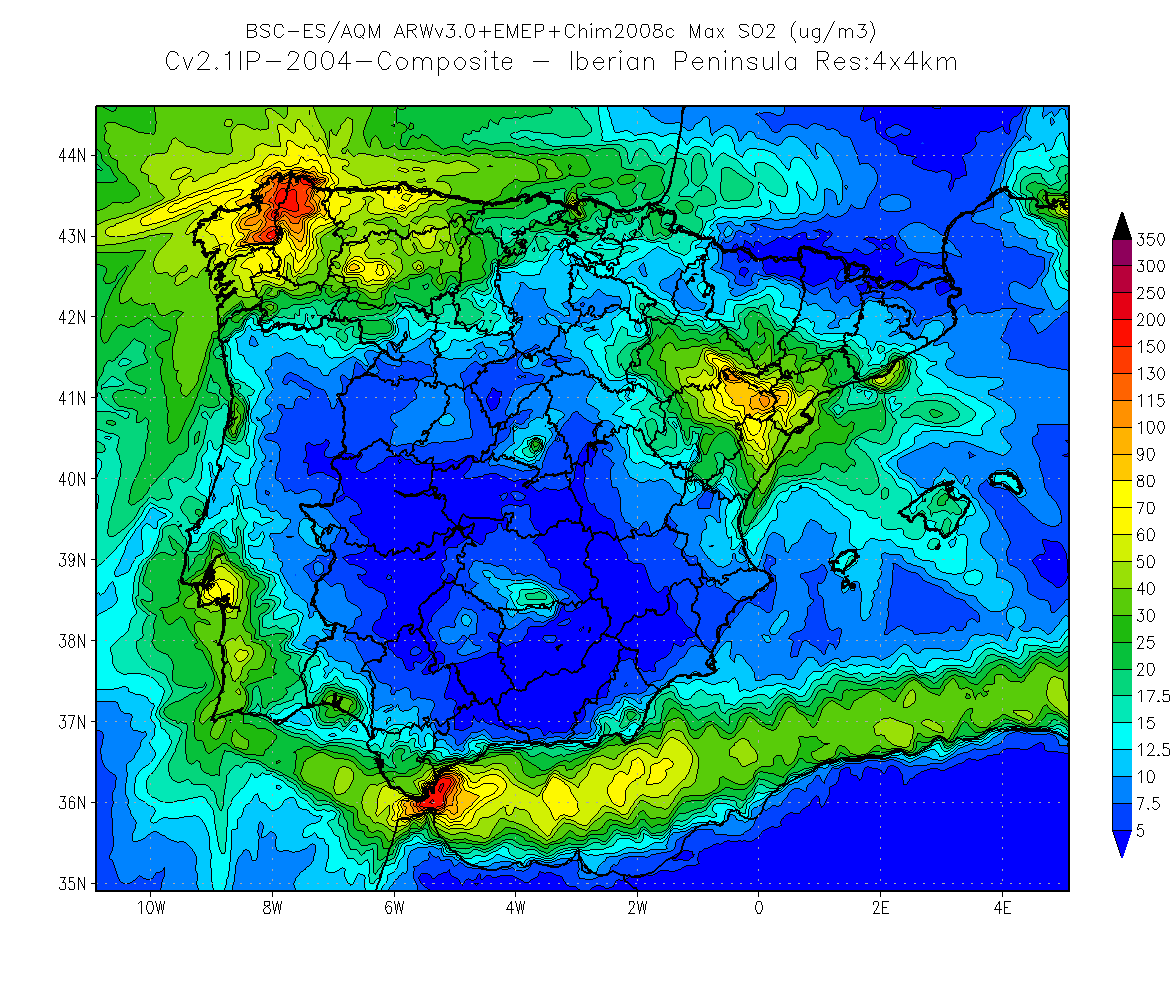 BSC-ES/AQM ARWv3.0+EMEP+Chim2008c Max SO2 (ug/m3)
Cv2.1IP-2004-Composite - Iberian Peninsula Res:4x4km
44N
43N
42N
41N
40N
39N
38N
37N
36N
35N
10W 8W 6W 4W 2W 0 2E 4E
350
300
250
200
150
130
115
100
90
80
70
60
50
40
30
25
20
17.5
15
12.5
10
7.5
5